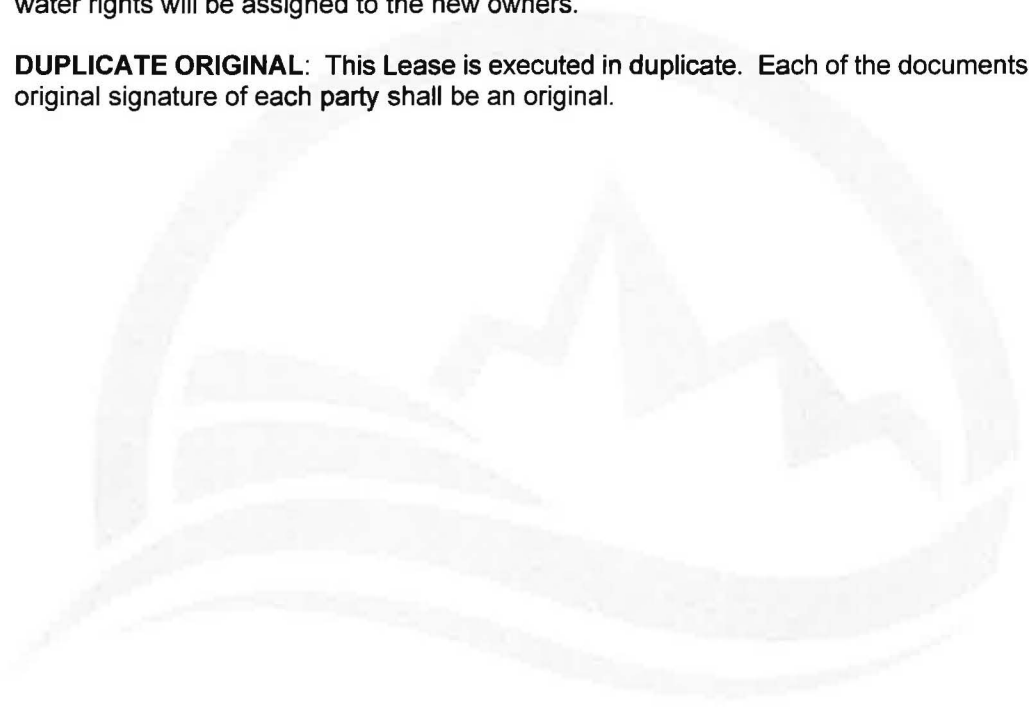 water rights will be assigned to the new owners.
DUPLICATE ORIGINAL: This Lease is executed in duplicate. Each of the documents
original signature of each party shall be an original.